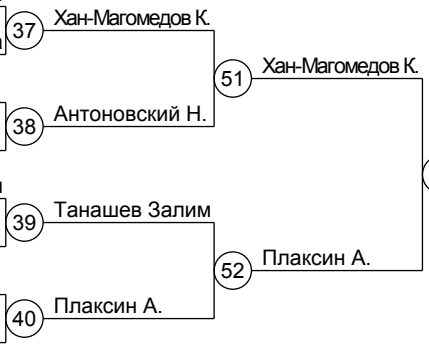 37 Хан-Магомедов К.
51 Хан-Магомедов К.
38 Антоновский Н.
39 Танашев Залим
52 Плаксин А.
40 Плаксин А.